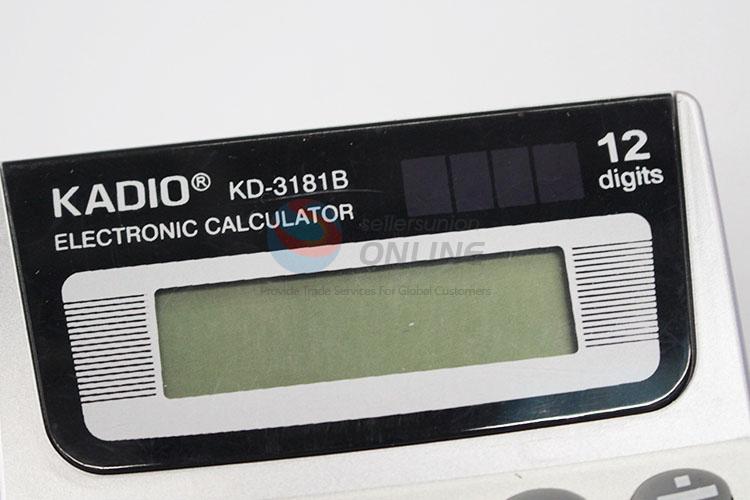 KADIO® KD-3181B
12
digits
ELECTRONIC CALCULATOR
sellersunion
ONLINE
Provide Trade Services For Global Customers